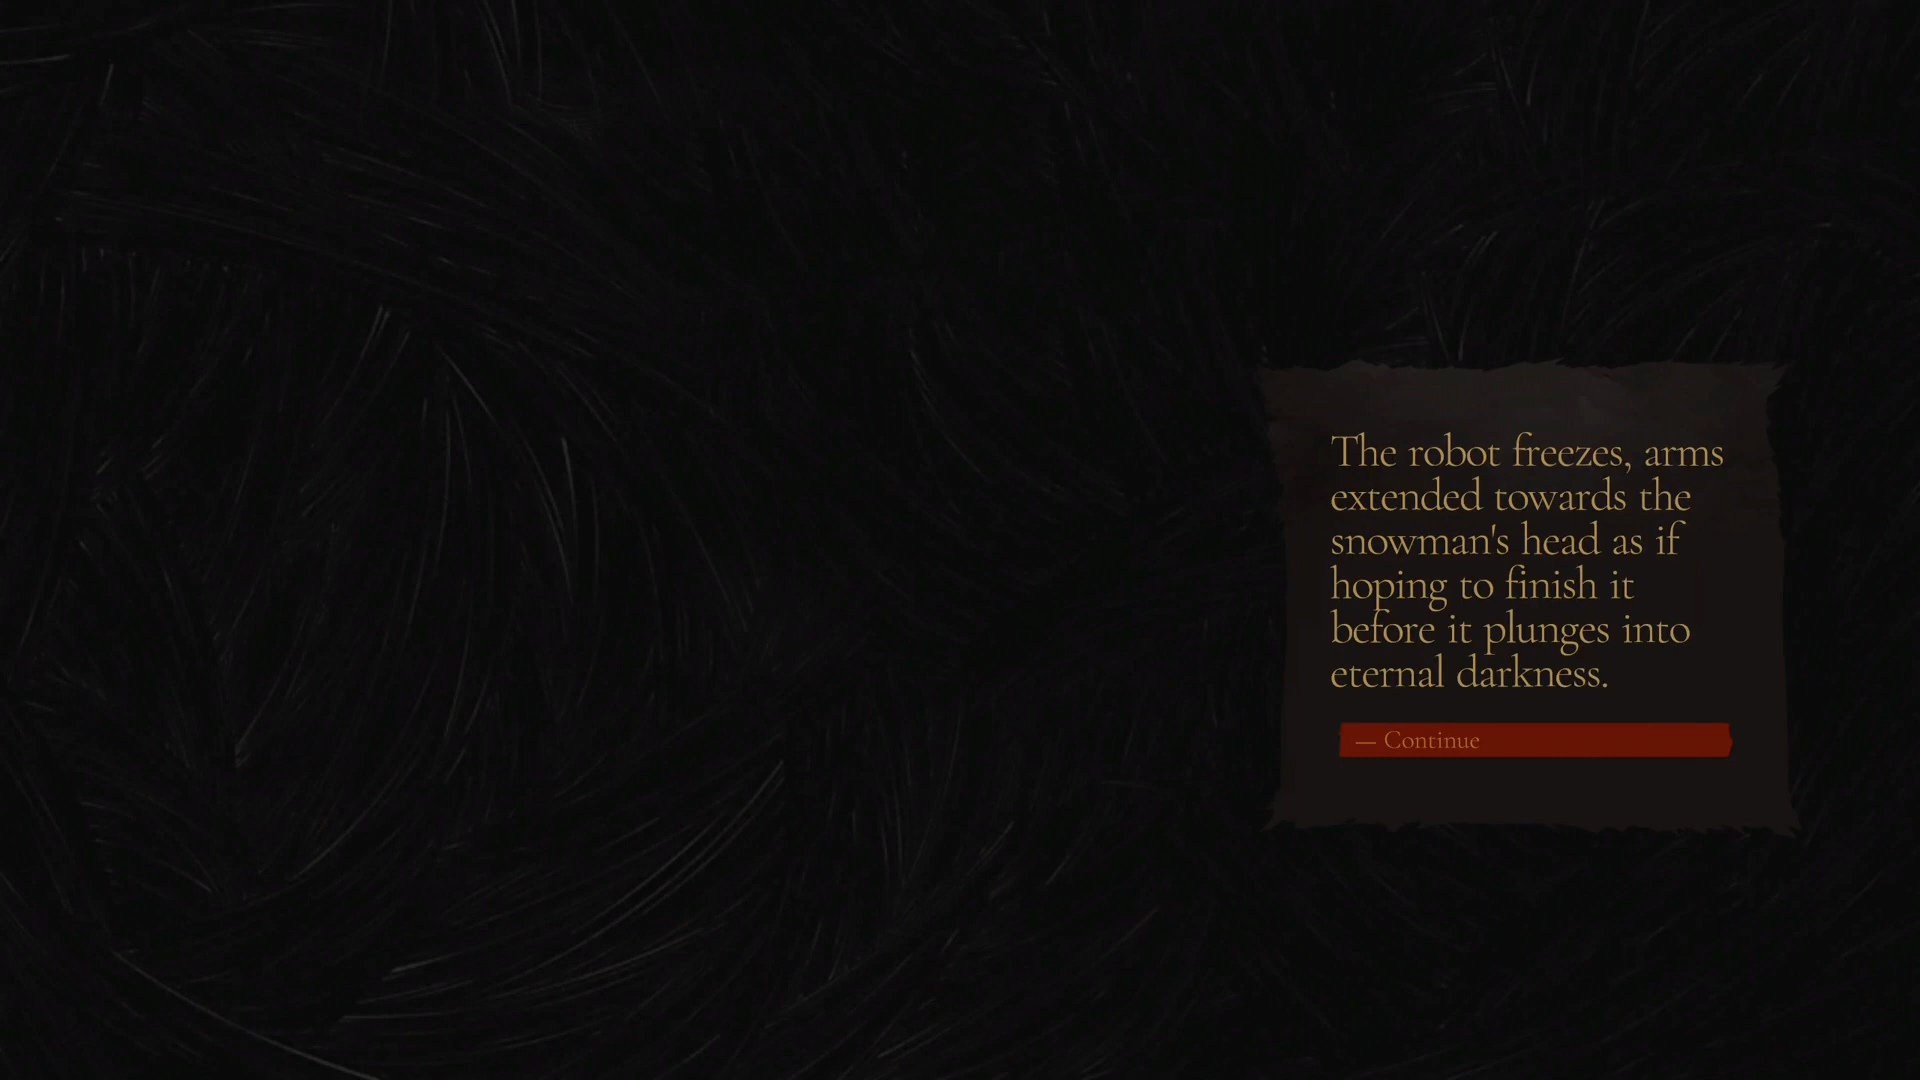 The robot freezes, arms
extended towards the
snowman's head as if
hoping to finish it
before it plunges into
eternal darkness.
— Continue